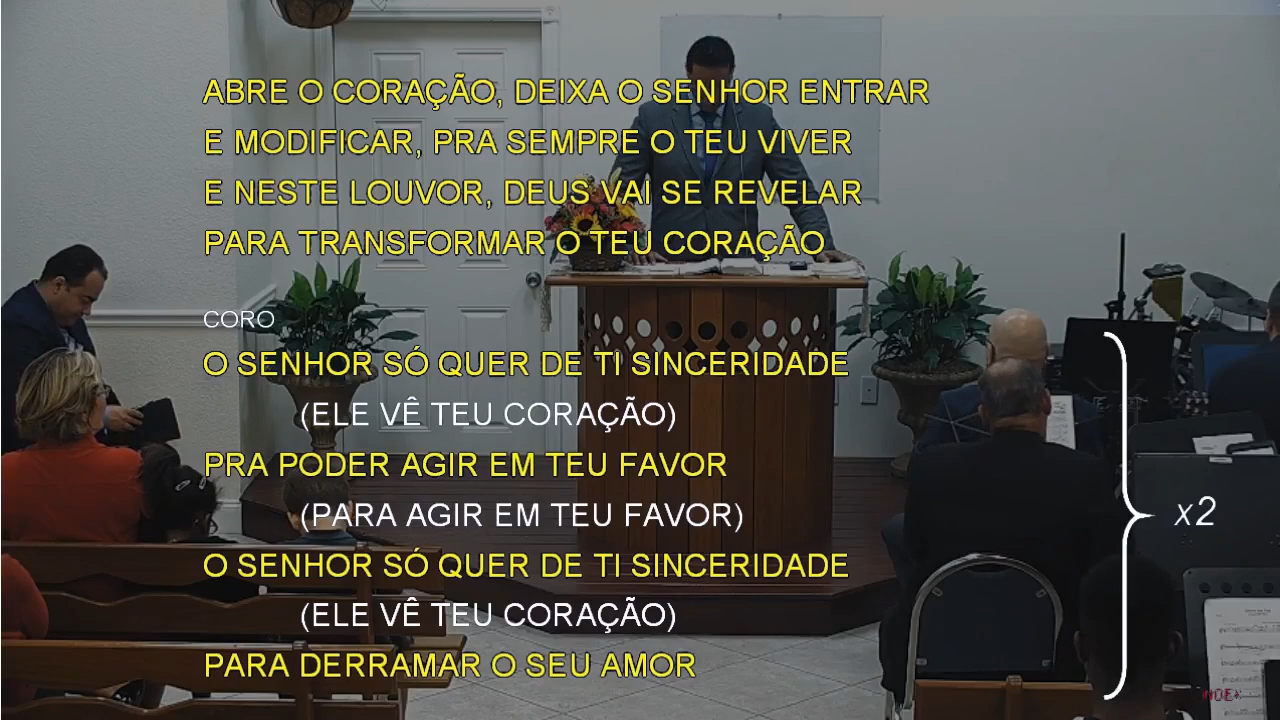 ABRE O CORAÇÃO, DEIXA O SENHOR ENTRAR
E MODIFICAR, PRA SEMPRE O TEU VIVER
E NESTE LOUVOR, DEUS VAI SE REVELAR
PARA TRANSFORMAR O TEU CORAÇÃO
CORO
O SENHOR SÓ QUER DE TI SINCERIDADE
(ELE VÊ TEU CORAÇÃO)
PRA PODER AGIR EM TEU FAVOR
(PARA AGIR EM TEU FAVOR)
O SENHOR SÓ QUER DE TI SINCERIDADE
(ELE VÊ TEU CORAÇÃO)
PARA DERRAMAR O SEU AMOR
x2